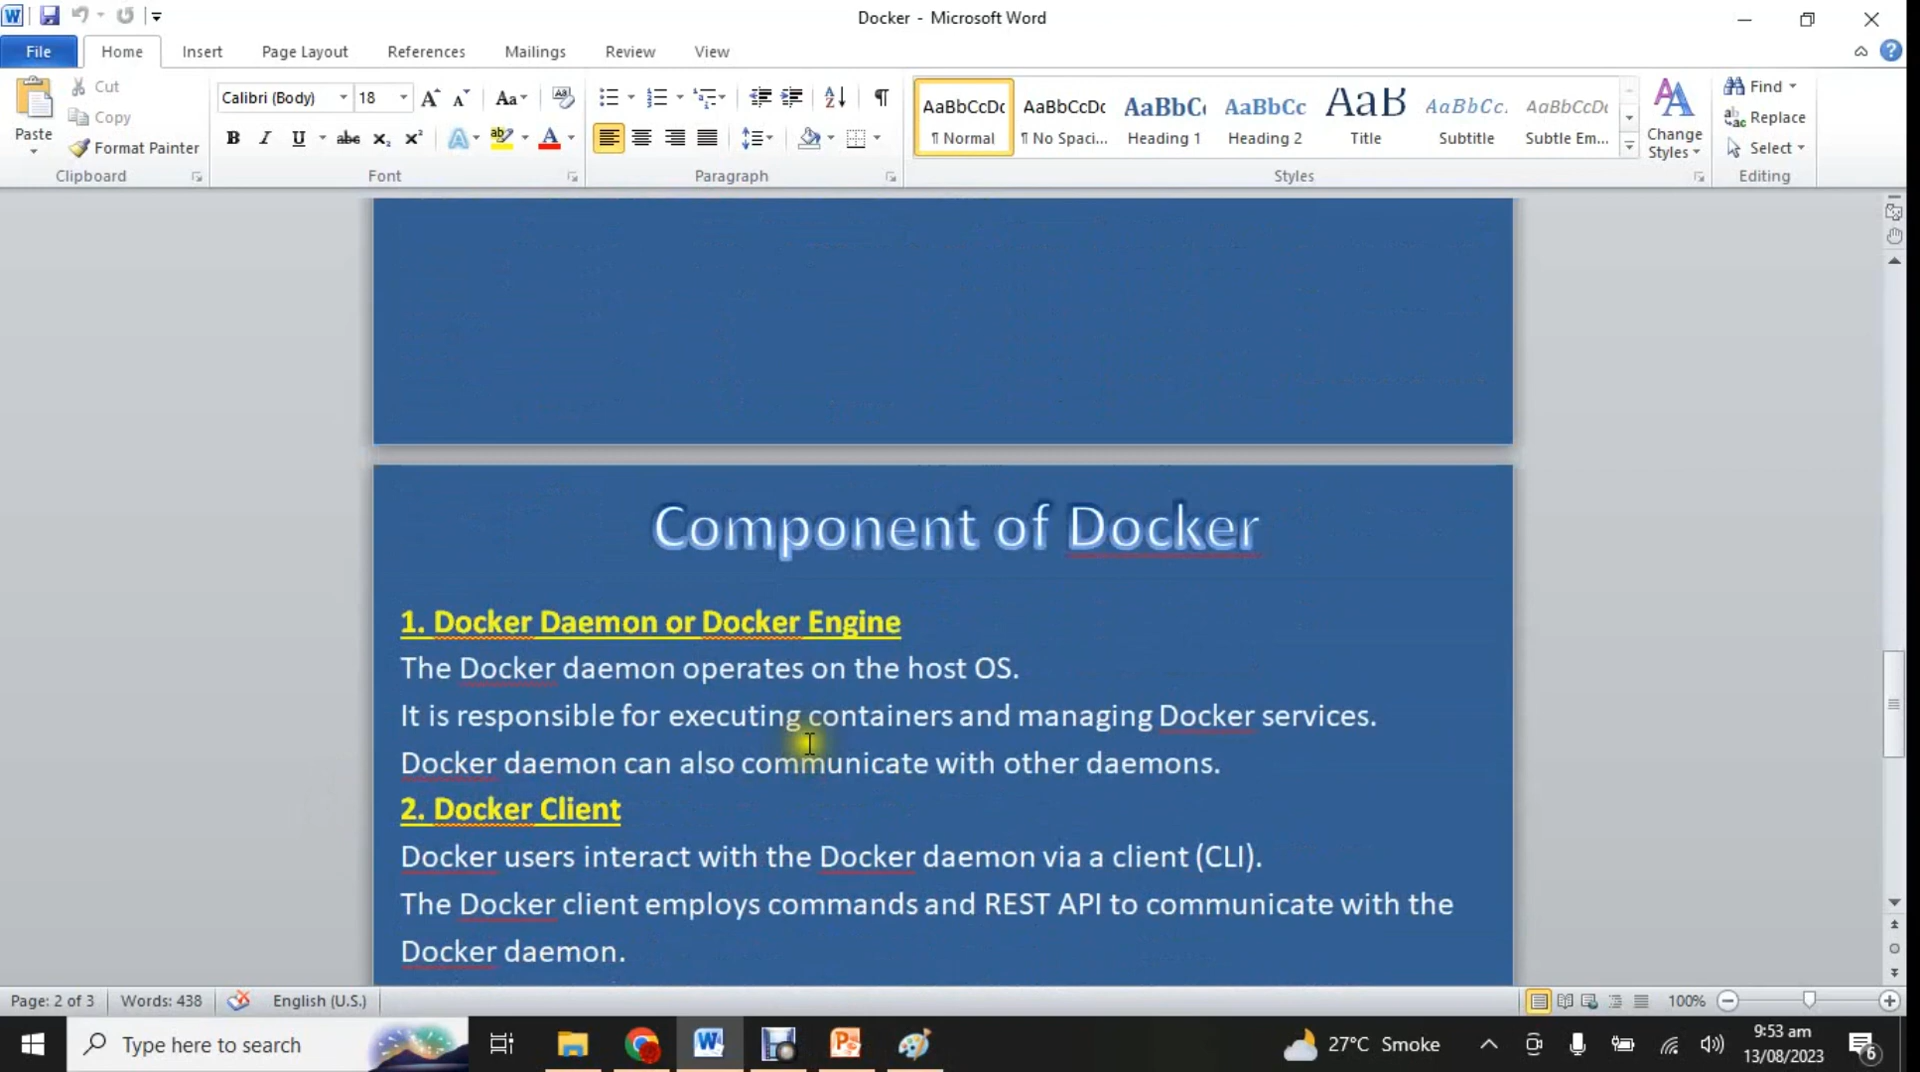 Docker - Microsoft Word
File Home Insert Page Layout References Mailings Review View
Cut
Copy
Format Painter
Paste
Clipboard
Calibri (Body) 18
Font
Paragraph
AaBbCcDc AaBbCcDc AaBbC AaBbCc AaB AaBbCc. AaBbCcDc
¶ Normal ¶ No Spaci... Heading 1 Heading 2 Title Subtitle Subtle Em...
Change
Styles
Styles
Find
Replace
Select
Editing
Component of Docker
1. Docker Daemon or Docker Engine
The Docker daemon operates on the host OS.
It is responsible for executing containers and managing Docker services.
Docker daemon can also communicate with other daemons.
2. Docker Client
Docker users interact with the Docker daemon via a client (CLI).
The Docker client employs commands and REST API to communicate with the
Docker daemon.
Page: 2 of 3 Words: 438 English (U.S.) 100%
Type here to search
27°C Smoke
9:53 am
13/08/2023
6